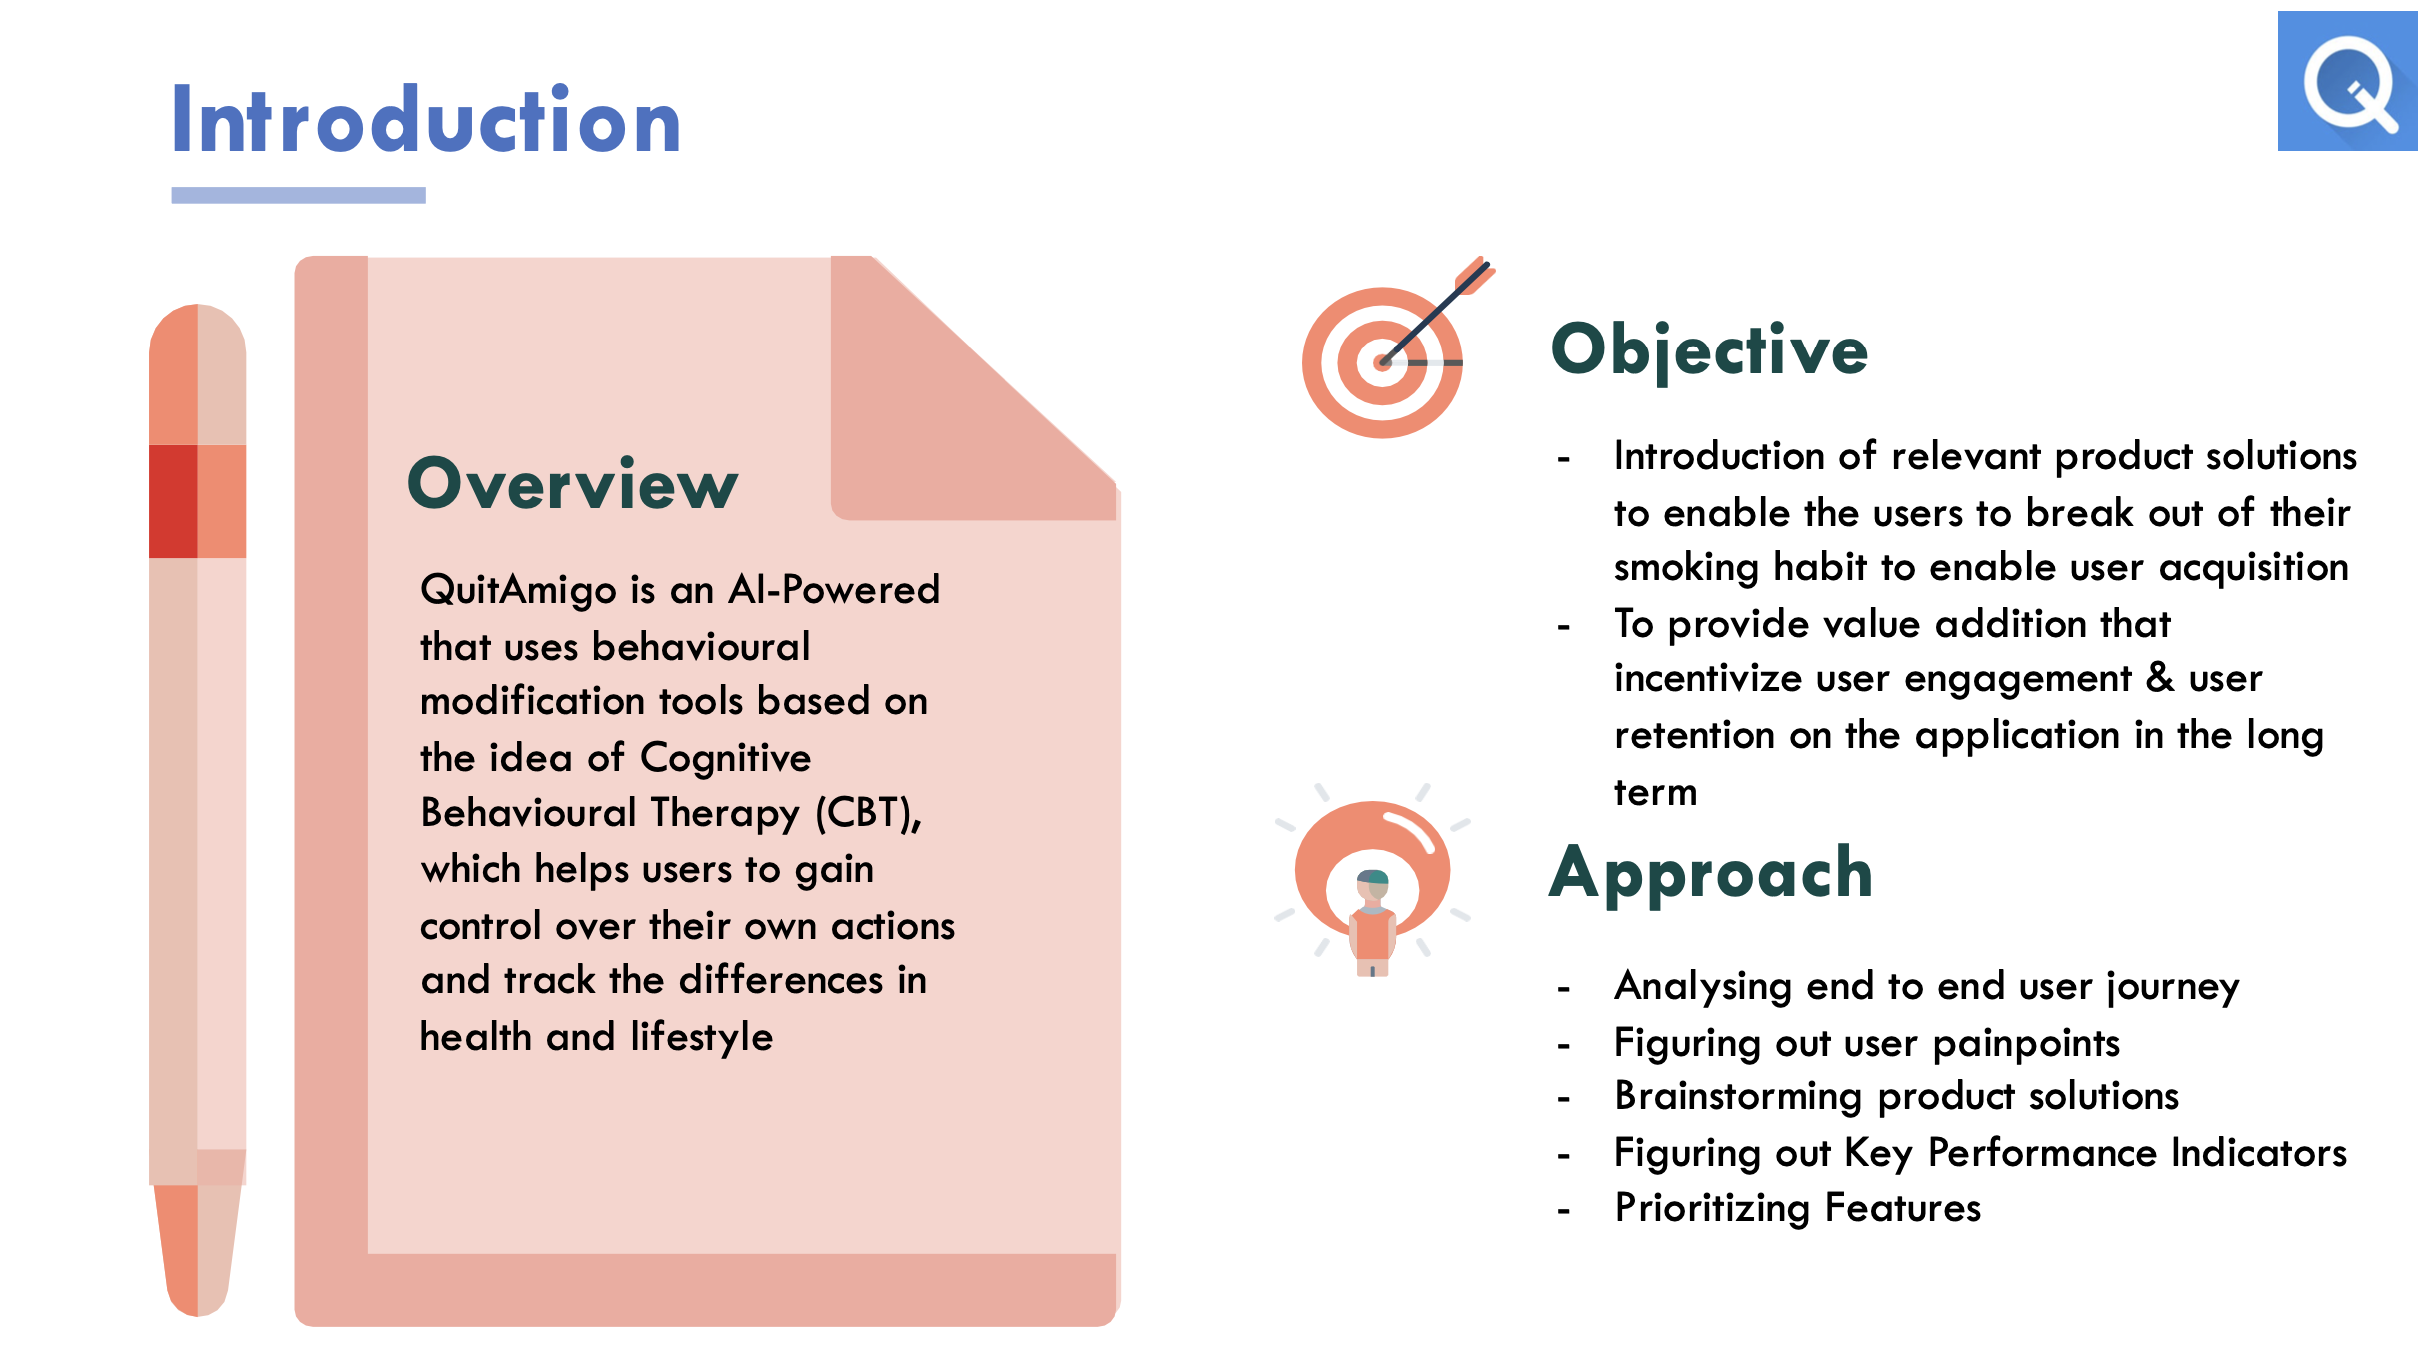 Introduction
Overview
QuitAmigo is an AI-Powered
that uses behavioural
modification tools based on
the idea of Cognitive
Behavioural Therapy (CBT),
which helps users to gain
control over their own actions
and track the differences in
health and lifestyle
Objective
- Introduction of relevant product solutions
to enable the users to break out of their
smoking habit to enable user acquisition
- To provide value addition that
incentivize user engagement & user
retention on the application in the long
term
Approach
- Analysing end to end user journey
- Figuring out user painpoints
- Brainstorming product solutions
- Figuring out Key Performance Indicators
- Prioritizing Features